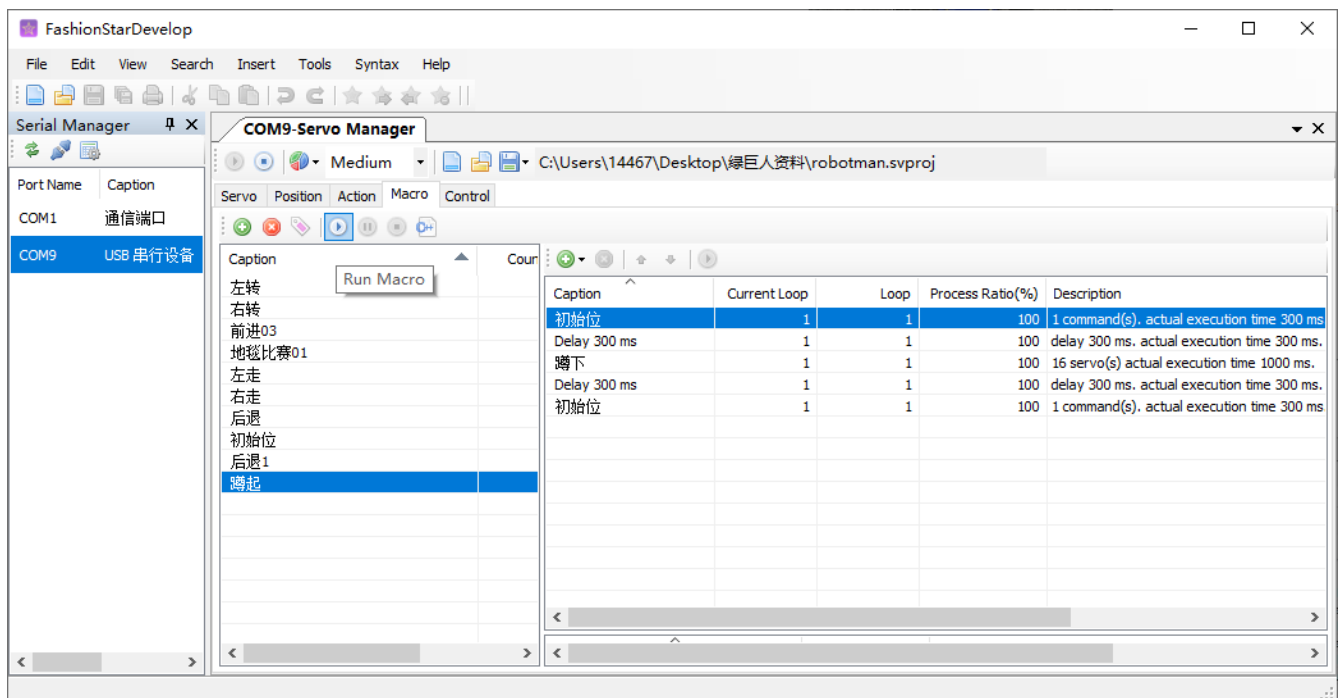 FashionStarDevelop
File Edit View Search Insert Tools Syntax Help
Serial Manager
COM9-Servo Manager
Medium C:\Users\14467\Desktop\绿巨人资料\robotman.svproj
Port Name Caption
COM1 通信端口
COM9 USB 串行设备
Servo Position Action Macro Control
Caption Cour
Run Macro
左转
右转
前进03
地毯比赛01
左走
右走
后退
初始位
后退1
蹲起
Caption Current Loop Loop Process Ratio(%) Description
初始位 1 1 100 1 command(s). actual execution time 300 ms
Delay 300 ms 1 1 100 delay 300 ms. actual execution time 300 ms.
蹲下 1 1 100 16 servo(s) actual execution time 1000 ms.
Delay 300 ms 1 1 100 delay 300 ms. actual execution time 300 ms.
初始位 1 1 100 1 command(s). actual execution time 300 ms